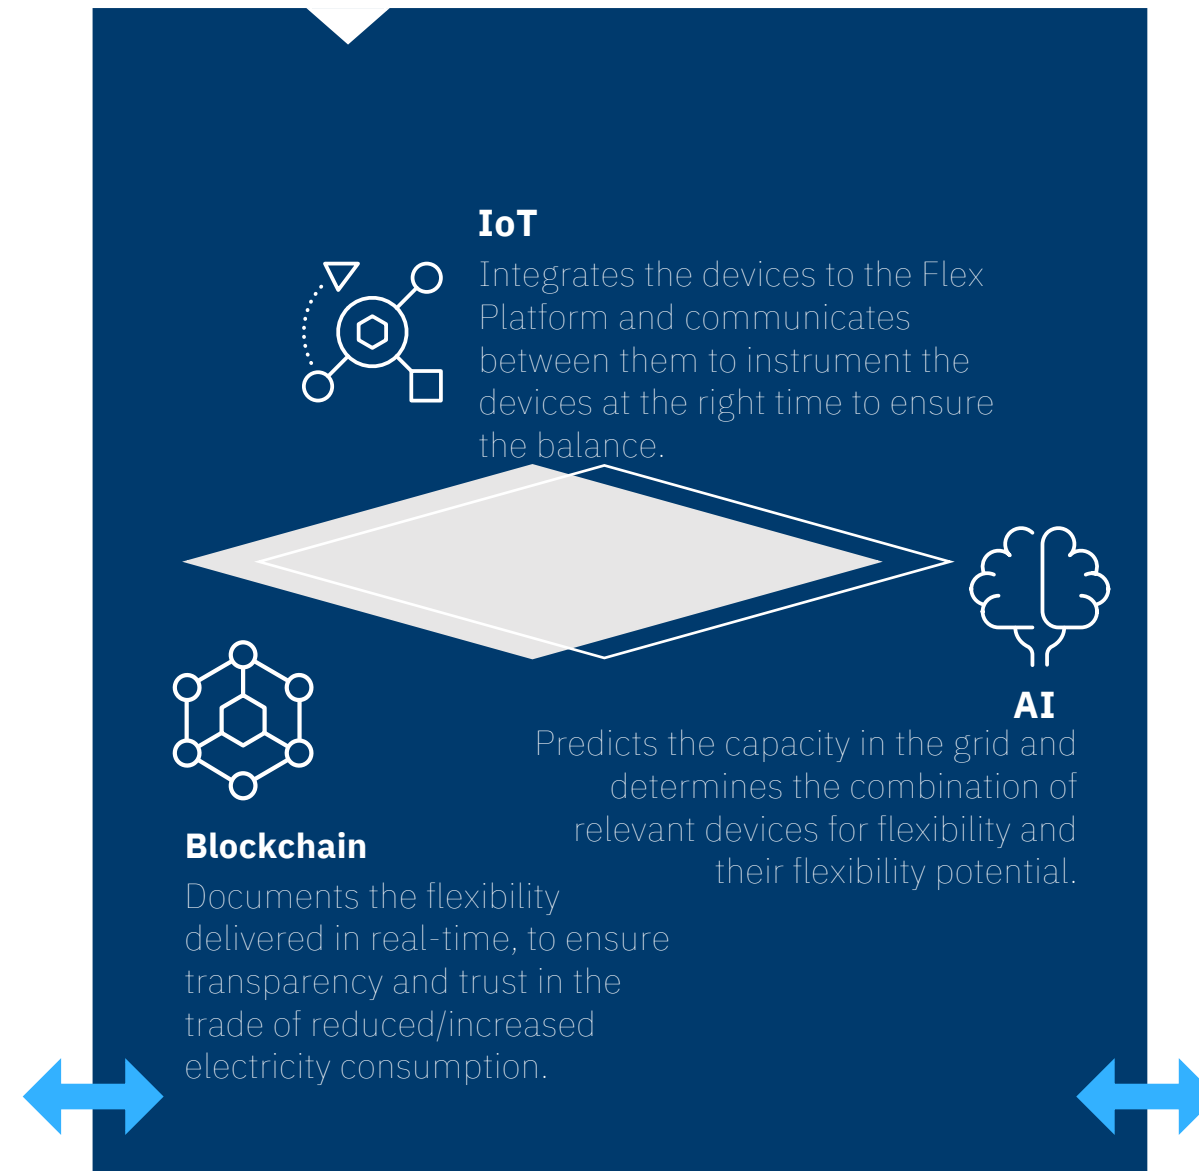 IoT
Integrates the devices to the Flex
Platform and communicates
between them to instrument the
devices at the right time to ensure
the balance.
AI
Predicts the capacity in the grid and
determines the combination of
relevant devices for flexibility and
their flexibility potential.
Blockchain
Documents the flexibility
delivered in real-time, to ensure
transparency and trust in the
trade of reduced/increased
electricity consumption.